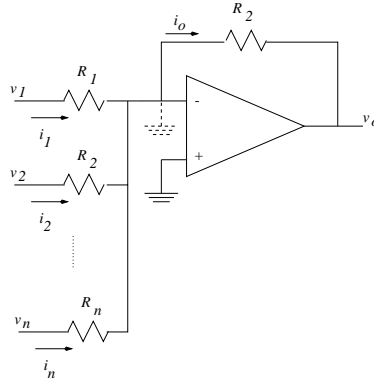 i_o
R_2
v_1
R_1
-
i_1
v_o
v_2
R_2
+
i_2
v_n
R_n
i_n